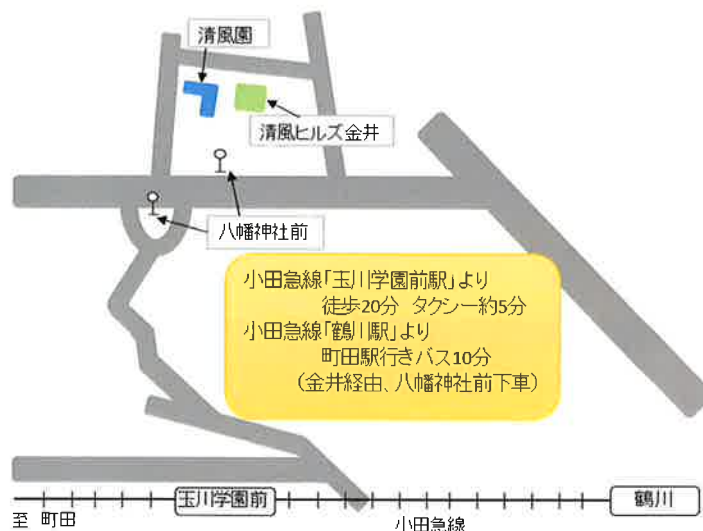 清風園
清風ヒルズ金井
八幡神社前
小田急線「玉川学園前駅」より
徒歩20分 タクシー約5分
小田急線「鶴川駅」より
町田駅行きバス10分
（金井経由、八幡神社前下車）
玉川学園前
鶴川
至 町田
小田急線